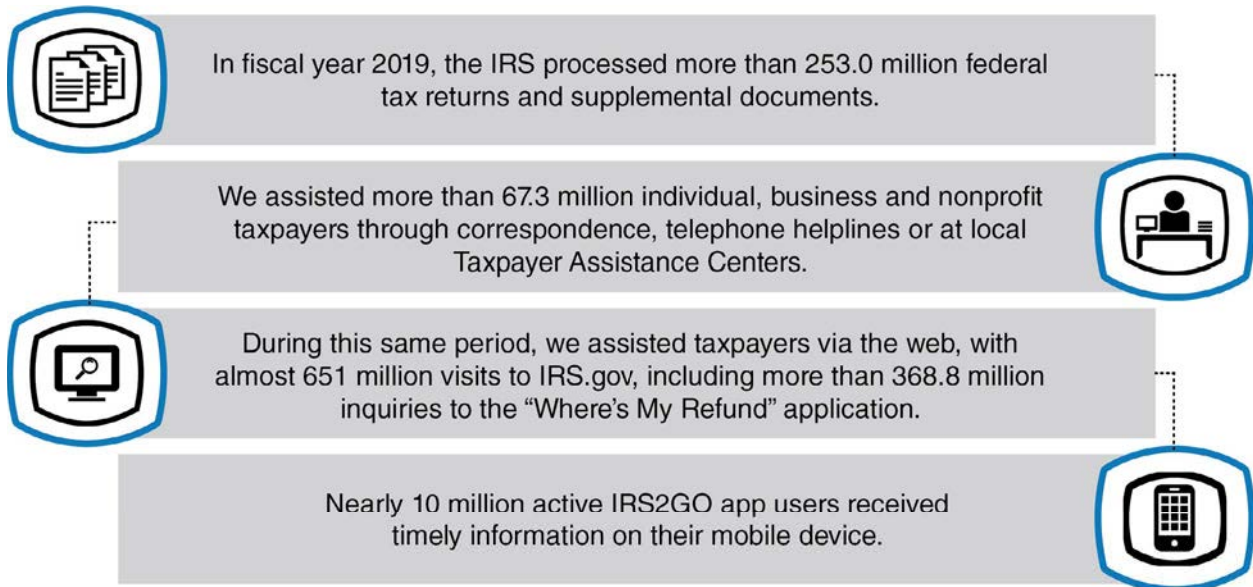 In fiscal year 2019, the IRS processed more than 253.0 million federal
tax returns and supplemental documents.
We assisted more than 67.3 million individual, business and nonprofit
taxpayers through correspondence, telephone helplines or at local
Taxpayer Assistance Centers.
During this same period, we assisted taxpayers via the web, with
almost 651 million visits to IRS.gov, including more than 368.8 million
inquiries to the “Where’s My Refund” application.
Nearly 10 million active IRS2GO app users received
timely information on their mobile device.